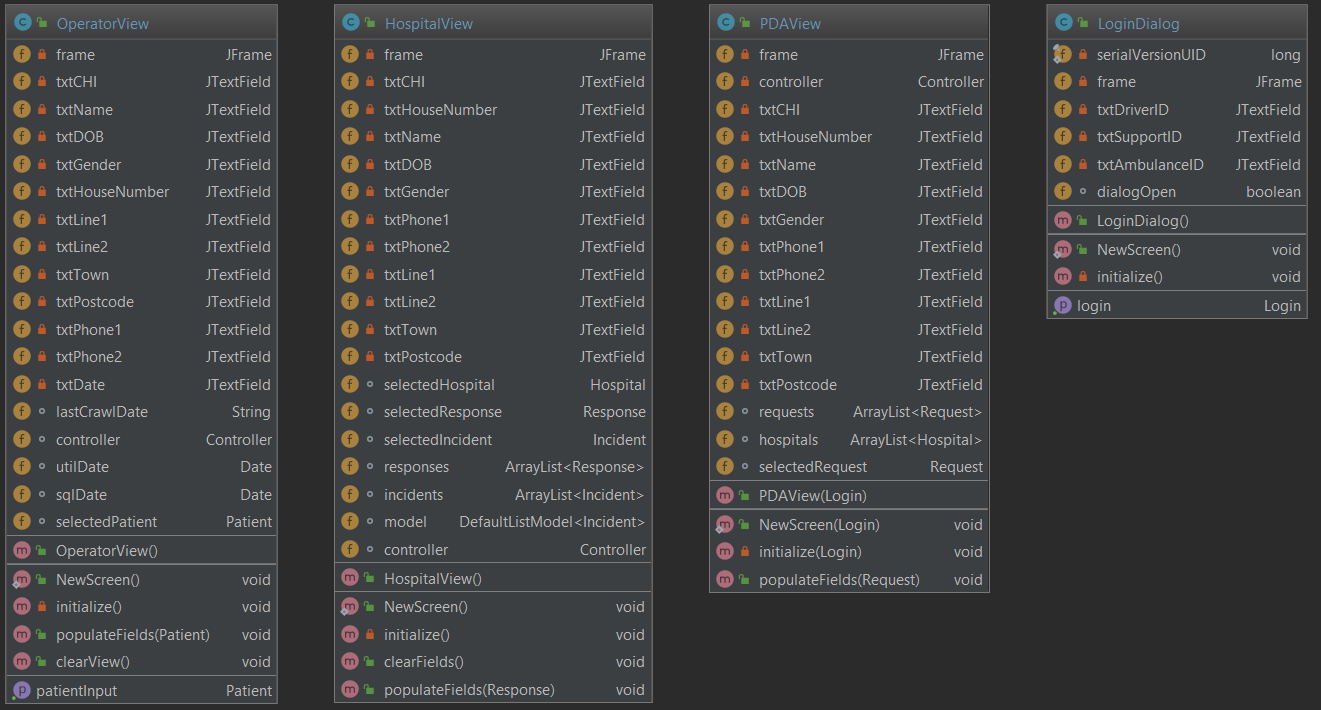 OperatorView
frame JFrame
txtCHI JTextField
txtName JTextField
txtDOB JTextField
txtGender JTextField
txtHouseNumber JTextField
txtLine1 JTextField
txtLine2 JTextField
txtTown JTextField
txtPostcode JTextField
txtPhone1 JTextField
txtPhone2 JTextField
txtDate JTextField
lastCrawlDate String
controller Controller
utilDate Date
sqlDate Date
selectedPatient Patient
OperatorView()
NewScreen() void
initialize() void
populateFields(Patient) void
clearView() void
patientInput Patient
HospitalView
frame JFrame
txtCHI JTextField
txtHouseNumber JTextField
txtName JTextField
txtDOB JTextField
txtGender JTextField
txtPhone1 JTextField
txtPhone2 JTextField
txtLine1 JTextField
txtLine2 JTextField
txtTown JTextField
txtPostcode JTextField
selectedHospital Hospital
selectedResponse Response
selectedIncident Incident
responses ArrayList<Response>
incidents ArrayList<Incident>
model DefaultListModel<Incident>
controller Controller
HospitalView()
NewScreen() void
initialize() void
clearFields() void
populateFields(Response) void
PDAView
frame JFrame
controller Controller
txtCHI JTextField
txtHouseNumber JTextField
txtName JTextField
txtDOB JTextField
txtGender JTextField
txtPhone1 JTextField
txtPhone2 JTextField
txtLine1 JTextField
txtLine2 JTextField
txtTown JTextField
txtPostcode JTextField
requests ArrayList<Request>
hospitals ArrayList<Hospital>
selectedRequest Request
PDAView(Login)
NewScreen(Login) void
initialize(Login) void
populateFields(Request) void
LoginDialog
serialVersionUID long
frame JFrame
txtDriverID JTextField
txtSupportID JTextField
txtAmbulanceID JTextField
dialogOpen boolean
LoginDialog()
NewScreen() void
initialize() void
login Login